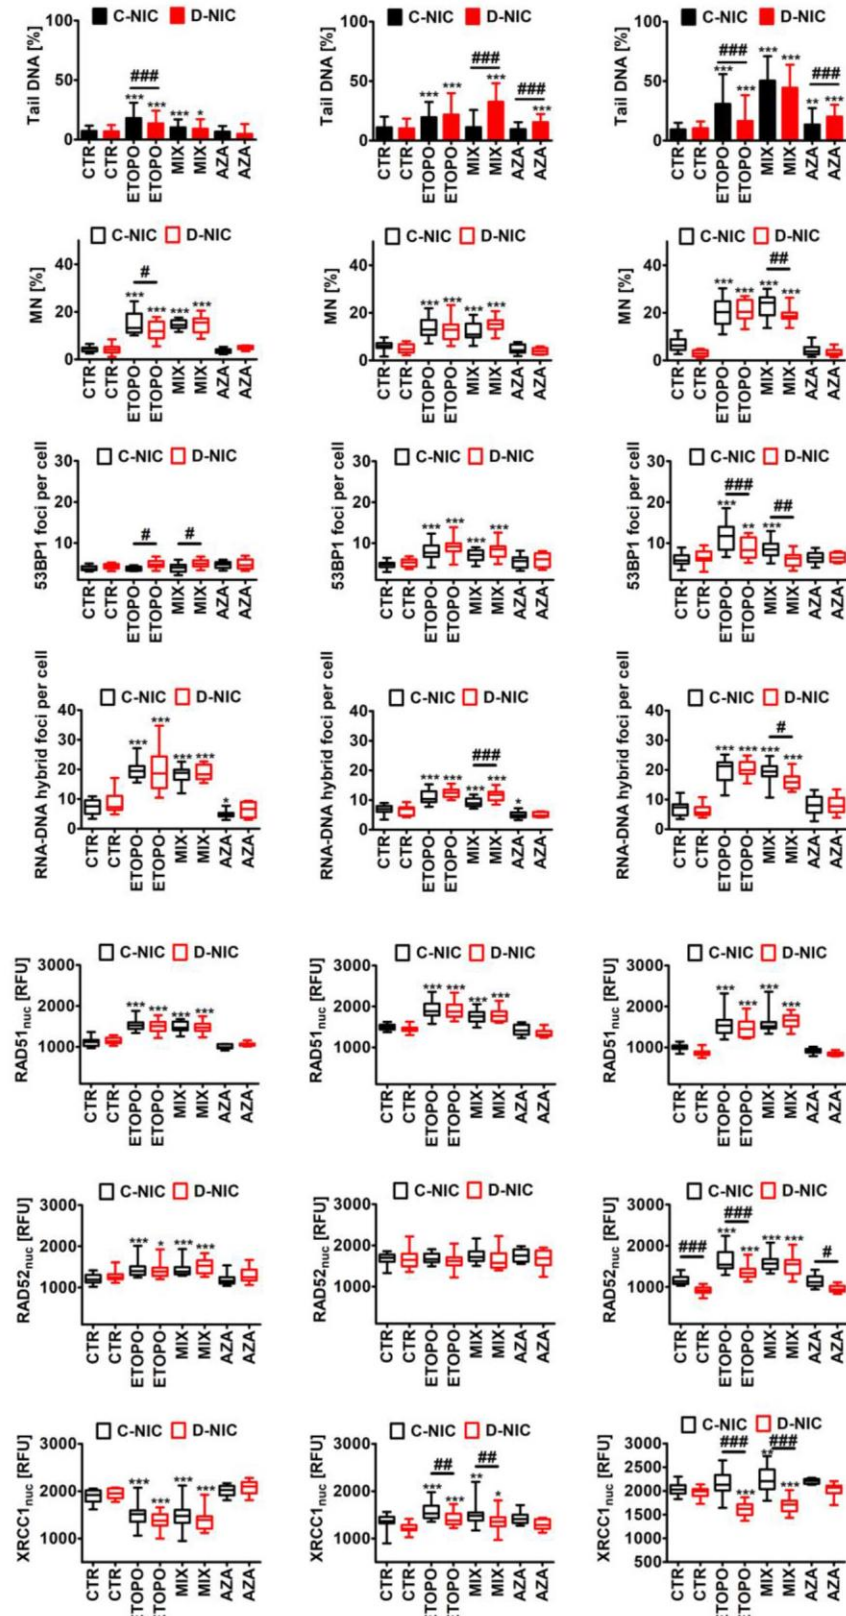 C-NIC D-NIC C-NIC D-NIC C-NIC D-NIC
Tail DNA [%] Tail DNA [%] Tail DNA [%]
100 100 100
### ### ### ### ###
50 50 50
*** *** *** * *** *** *** *** *** *** *** *** ** ***
0 0 0
CTR CTR ETOPO ETOPO MIX MIX AZA AZA CTR CTR ETOPO ETOPO MIX MIX AZA AZA CTR CTR ETOPO ETOPO MIX MIX AZA AZA
C-NIC D-NIC C-NIC D-NIC C-NIC D-NIC
MN [%] MN [%] MN [%]
40 40 40
# ##
20 20 20
*** *** *** *** *** *** *** *** *** *** *** ***
0 0 0
CTR CTR ETOPO ETOPO MIX MIX AZA AZA CTR CTR ETOPO ETOPO MIX MIX AZA AZA CTR CTR ETOPO ETOPO MIX MIX AZA AZA
C-NIC D-NIC C-NIC D-NIC C-NIC D-NIC
53BP1 foci per cell 53BP1 foci per cell 53BP1 foci per cell
30 30 30
# # ### ##
*** *** *** *** *** ** ***
10 10 10
CTR CTR ETOPO ETOPO MIX MIX AZA AZA CTR CTR ETOPO ETOPO MIX MIX AZA AZA CTR CTR ETOPO ETOPO MIX MIX AZA AZA
C-NIC D-NIC C-NIC D-NIC C-NIC D-NIC
RNA-DNA hybrid foci per cell RNA-DNA hybrid foci per cell RNA-DNA hybrid foci per cell
40 40 40
30 30 30
### #
*** *** *** *** * *** *** *** *** * *** *** *** ***
20 20 20
10 10 10
0 0 0
CTR CTR ETOPO ETOPO MIX MIX AZA AZA CTR CTR ETOPO ETOPO MIX MIX AZA AZA CTR CTR ETOPO ETOPO MIX MIX AZA AZA
C-NIC D-NIC C-NIC D-NIC C-NIC D-NIC
RAD51nuc [RFU] RAD51nuc [RFU] RAD51nuc [RFU]
3000 3000 3000
*** *** *** *** *** *** *** *** *** *** *** ***
2000 2000 2000
1000 1000 1000
CTR CTR ETOPO ETOPO MIX MIX AZA AZA CTR CTR ETOPO ETOPO MIX MIX AZA AZA CTR CTR ETOPO ETOPO MIX MIX AZA AZA
C-NIC D-NIC C-NIC D-NIC C-NIC D-NIC
RAD52nuc [RFU] RAD52nuc [RFU] RAD52nuc [RFU]
3000 3000 3000
### ### #
*** * *** *** *** *** *** ***
2000 2000 2000
1000 1000 1000
CTR CTR ETOPO ETOPO MIX MIX AZA AZA CTR CTR ETOPO ETOPO MIX MIX AZA AZA CTR CTR ETOPO ETOPO MIX MIX AZA AZA
C-NIC D-NIC C-NIC D-NIC C-NIC D-NIC
XRCC1nuc [RFU] XRCC1nuc [RFU] XRCC1nuc [RFU]
3000 3000 3000
## ## ### ###
2500
*** *** *** *** *** *** ** * *** ** ***
2000 2000 2000
1500
1000 1000 1000
500
CTR CTR ETOPO ETOPO MIX MIX AZA AZA CTR CTR ETOPO ETOPO MIX MIX AZA AZA CTR CTR ETOPO ETOPO MIX MIX AZA AZA